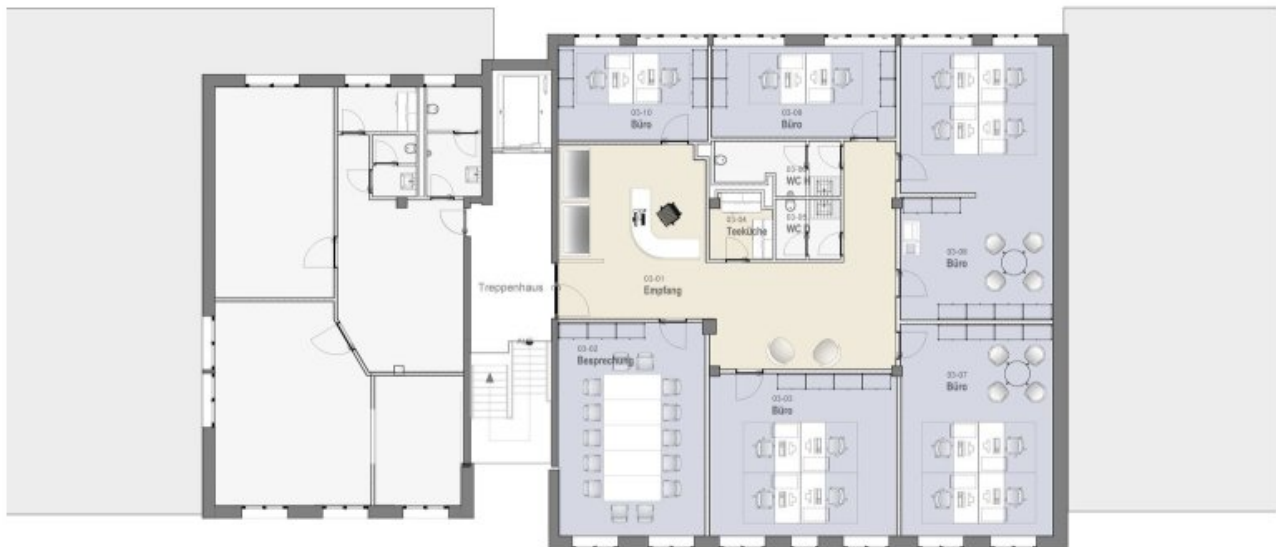 03-10
Büro
03-09
Büro
03-06
WC H
03-04
Teeküche
03-05
WC D
03-08
Büro
03-01
Empfang
Treppenhaus
03-02
Besprechung
03-03
Büro
03-07
Büro